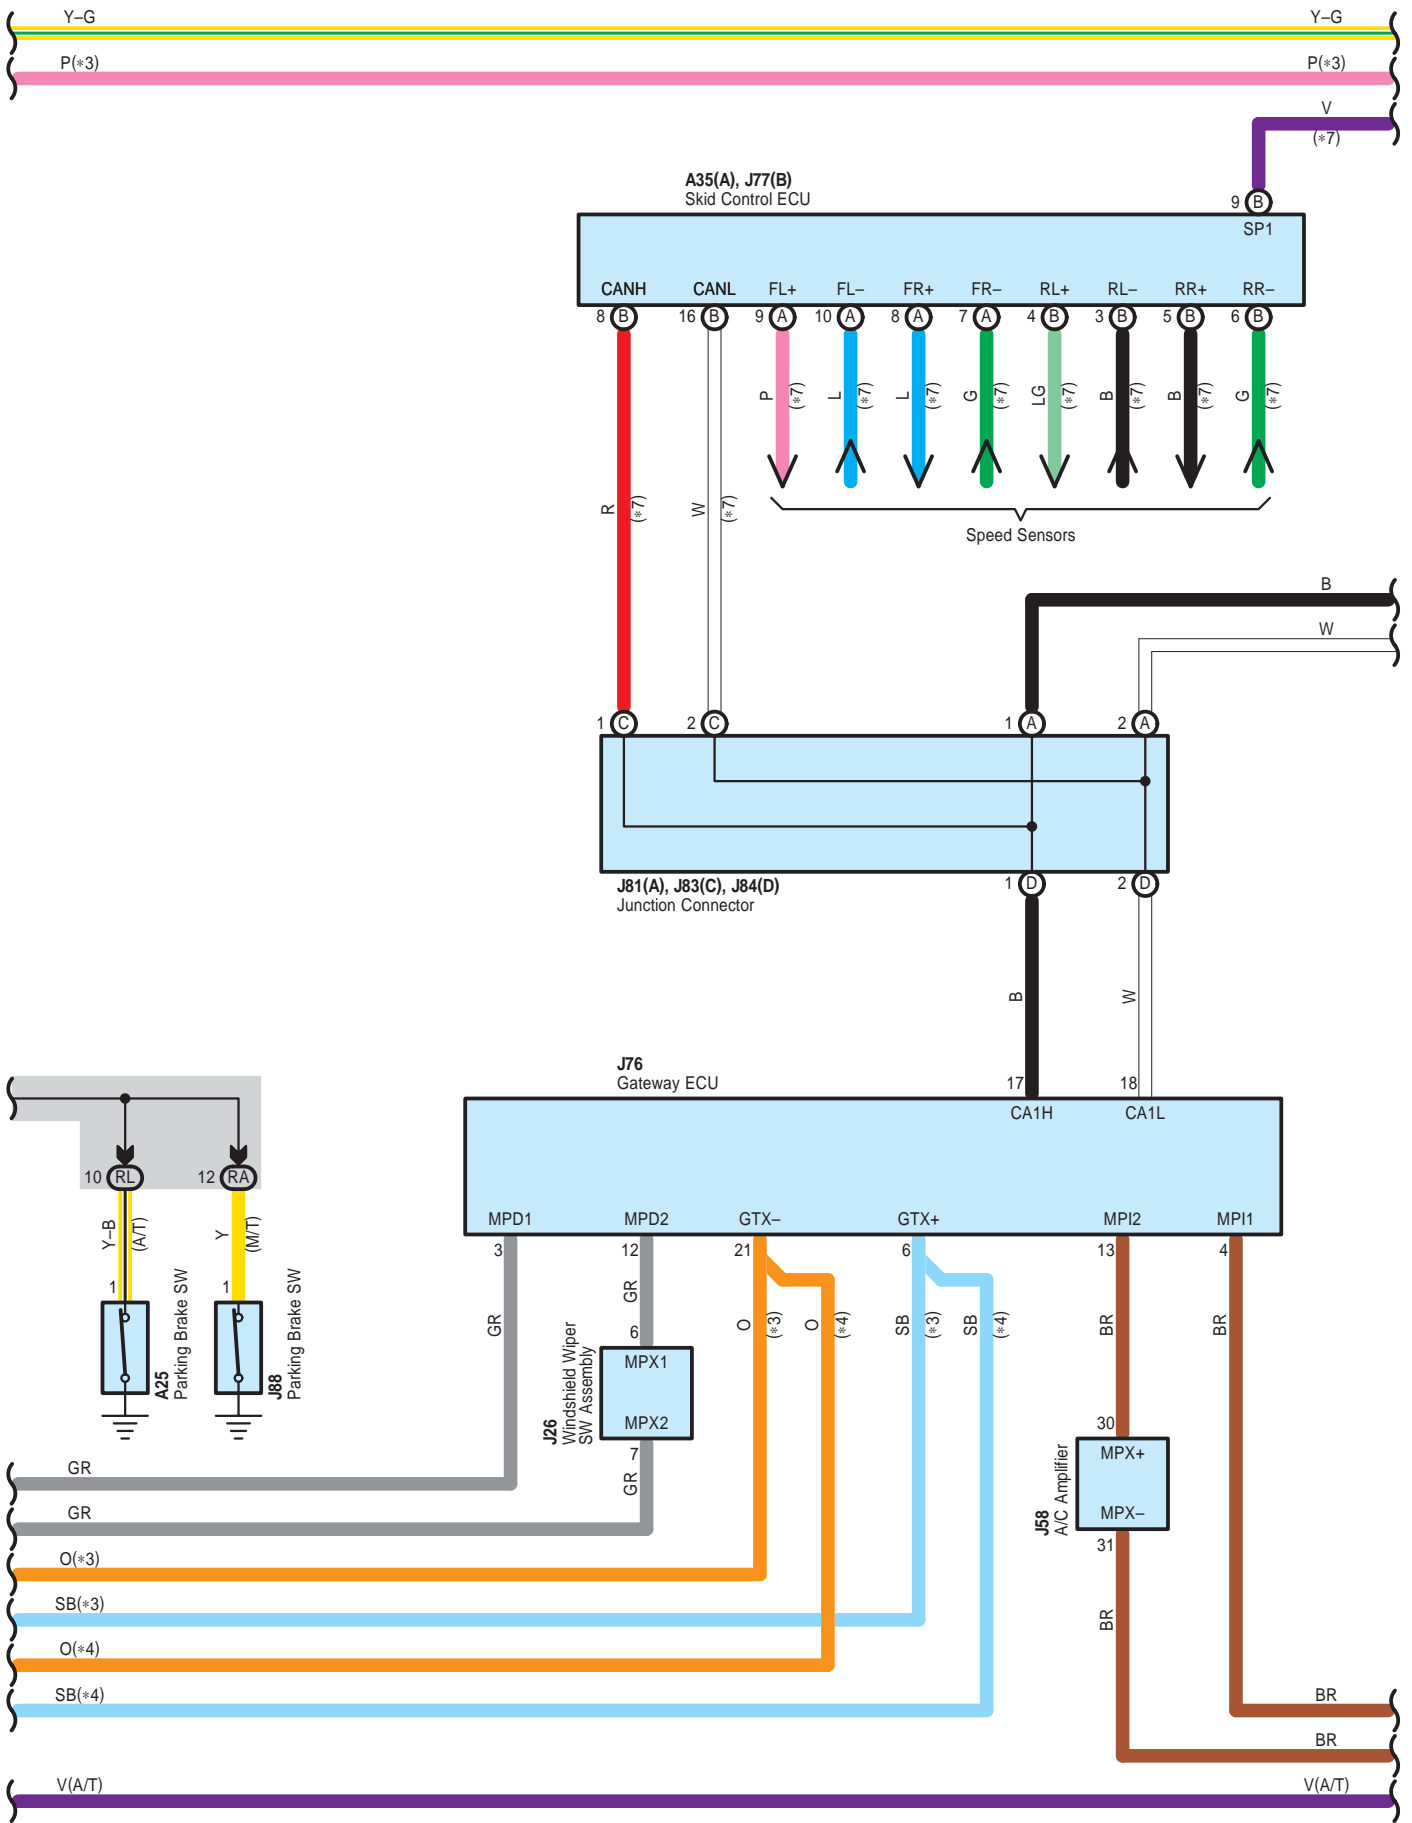 Y–G Y–G
P(∗3) P(∗3)
V
(∗7)
A35(A), J77(B)
Skid Control ECU
9 B
SP1
CANH CANL FL+ FL– FR+ FR– RL+ RL– RR+ RR–
8 B 16 B 9 A 10 A 8 A 7 A 4 B 3 B 5 B 6 B
P (∗7) L (∗7) L (∗7) G (∗7) LG (∗7) B (∗7) B (∗7) G (∗7)
R (∗7) W (∗7)
Speed Sensors
B
W
1 C 2 C 1 A 2 A
J81(A), J83(C), J84(D)
Junction Connector
1 D 2 D
B W
J76
Gateway ECU
17 18
CA1H CA1L
10 RL 12 RA
MPD1 MPD2 GTX– GTX+ MPI2 MPI1
3 12 21 6 13 4
Y–B (A/T) Y (M/T)
1 1
A25
Parking Brake SW
J88
Parking Brake SW
GR GR O (∗3) O (∗4) SB (∗3) SB (∗4) BR BR
6
MPX1
MPX2
7
J26
Windshield Wiper
SW Assembly
GR
30
MPX+
MPX–
31
J58
A/C Amplifier
BR
GR
GR
O(∗3)
SB(∗3)
O(∗4)
SB(∗4) BR
BR
V(A/T) V(A/T)